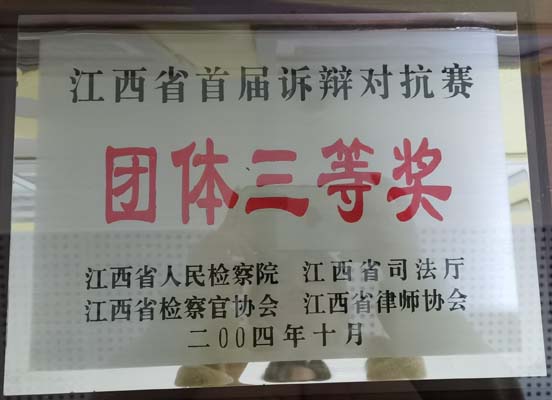 江西省首届诉辩对抗赛
团体三等奖
江西省人民检察院 江西省司法厅
江西省检察官协会 江西省律师协会
二00四年十月